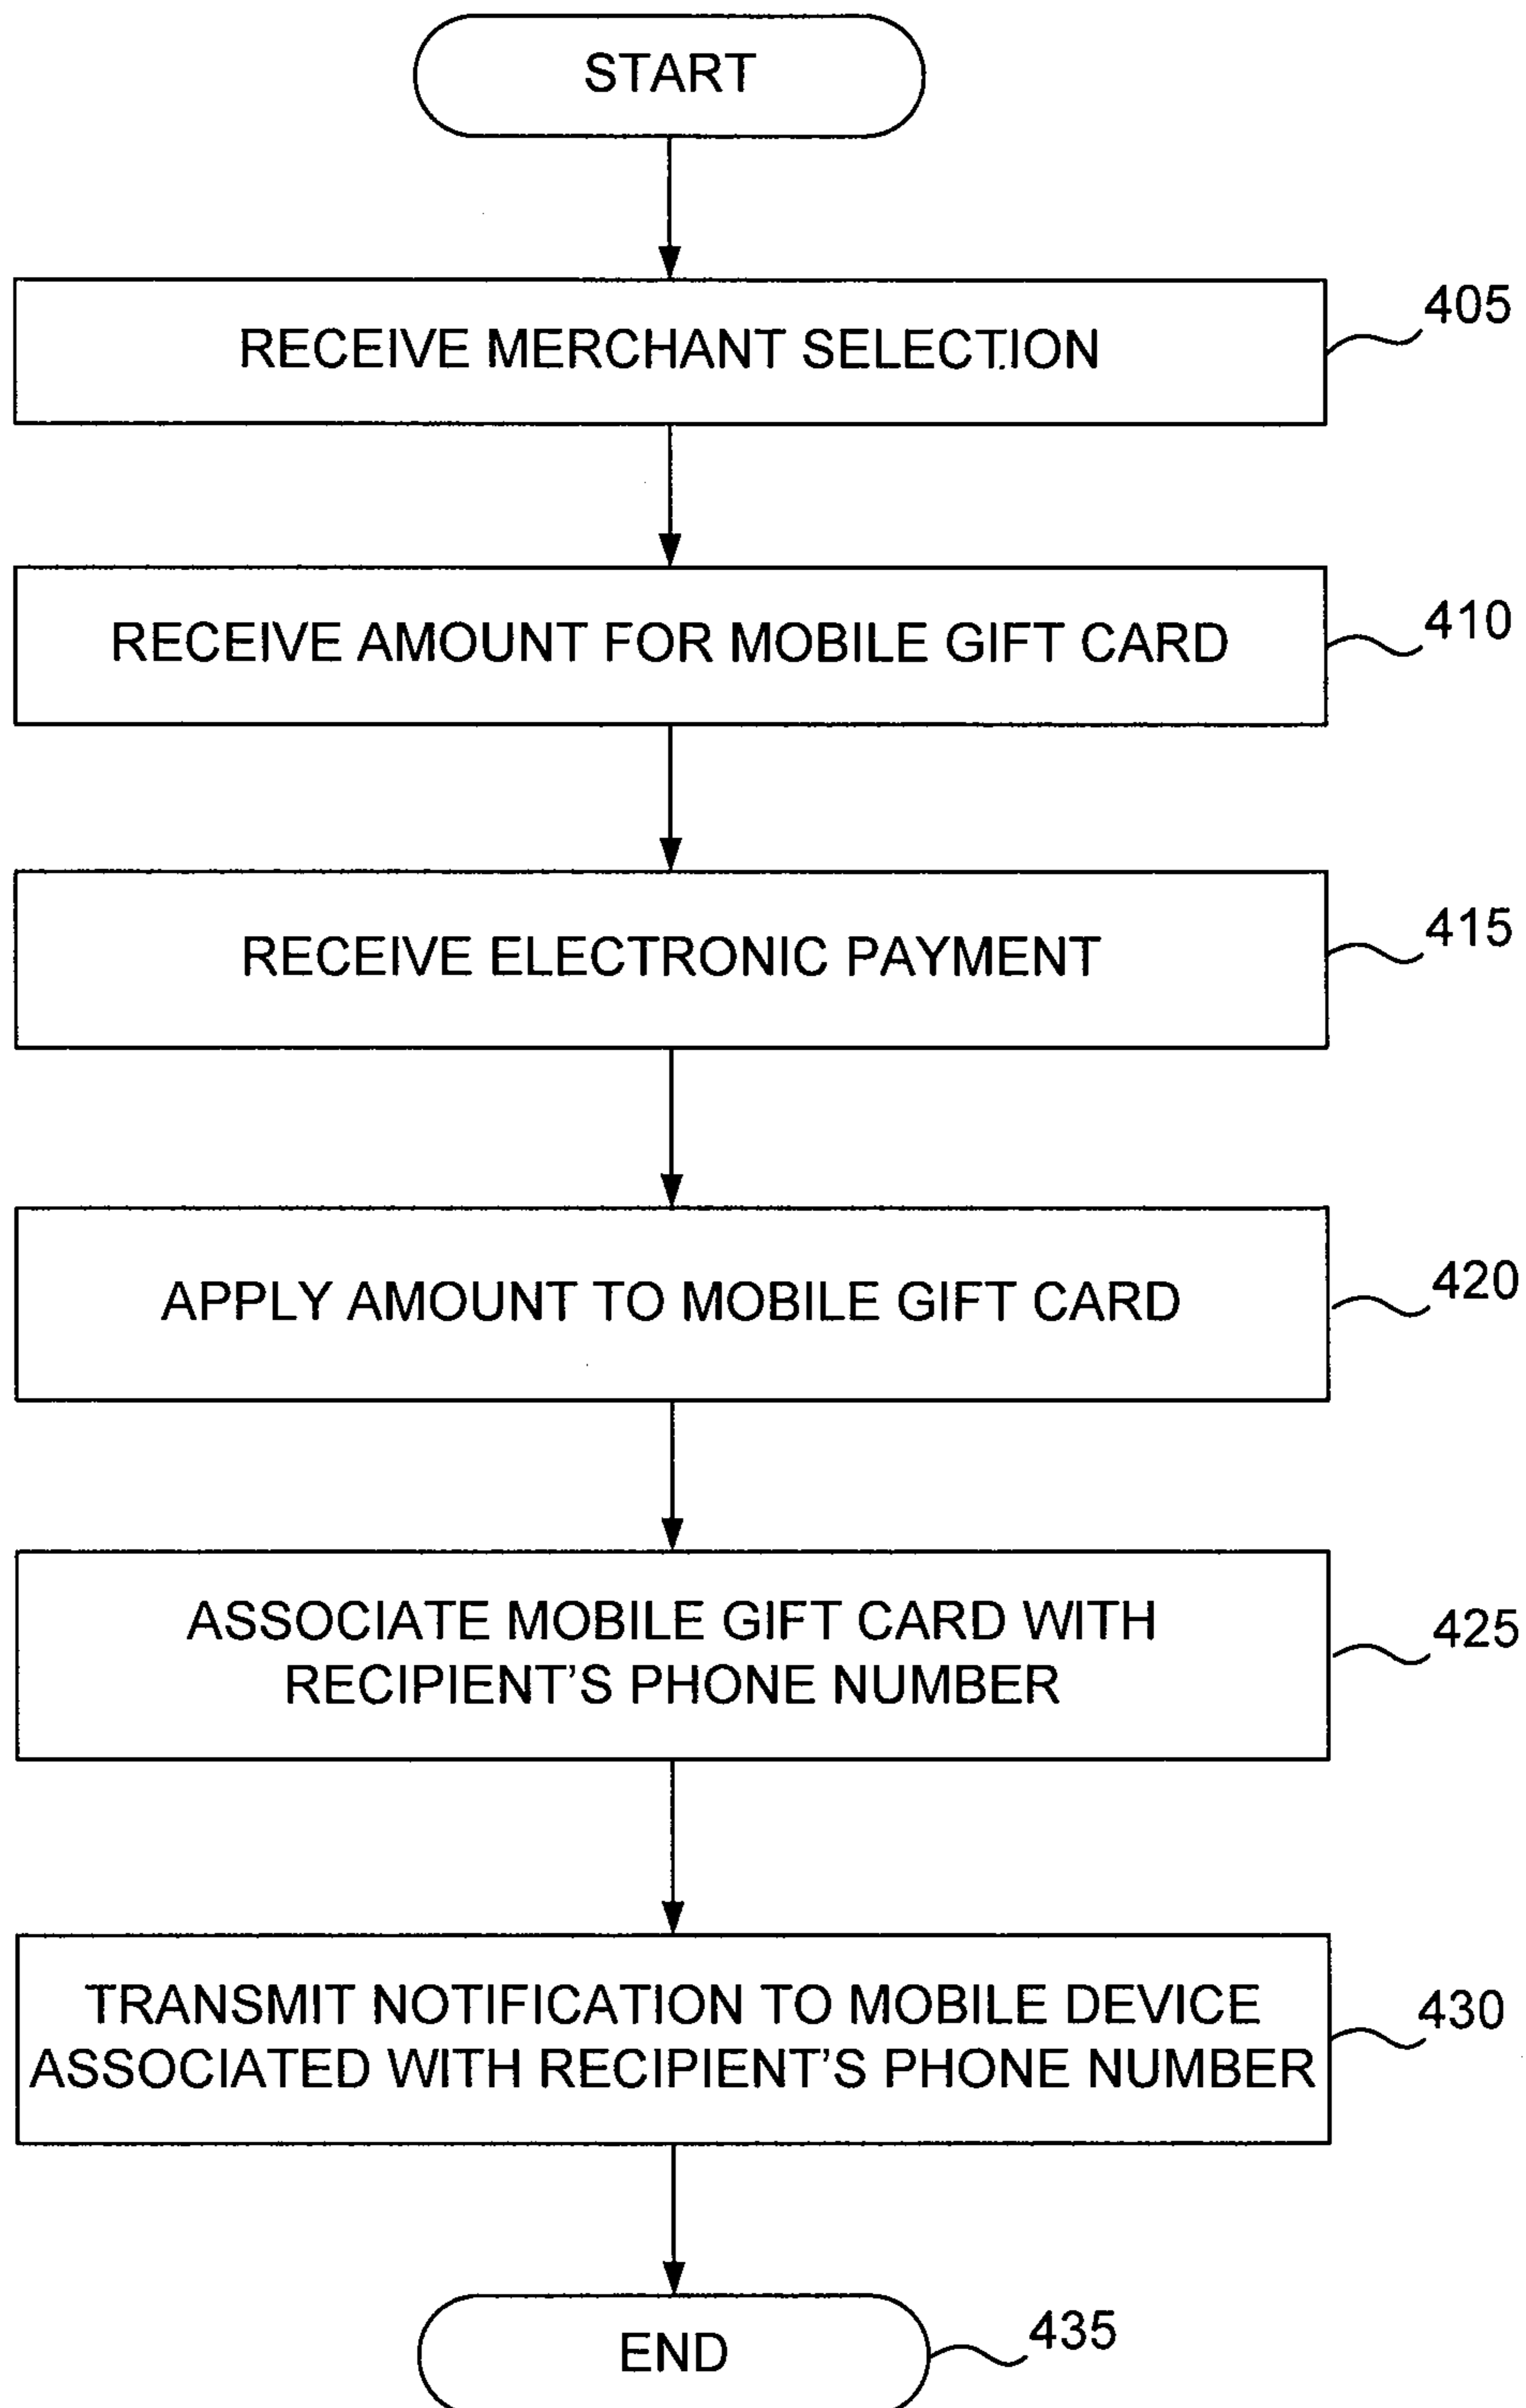 START
RECEIVE MERCHANT SELECTION
405
RECEIVE AMOUNT FOR MOBILE GIFT CARD
410
RECEIVE ELECTRONIC PAYMENT
415
APPLY AMOUNT TO MOBILE GIFT CARD
420
ASSOCIATE MOBILE GIFT CARD WITH
RECIPIENT'S PHONE NUMBER
425
TRANSMIT NOTIFICATION TO MOBILE DEVICE
ASSOCIATED WITH RECIPIENT'S PHONE NUMBER
430
END
435